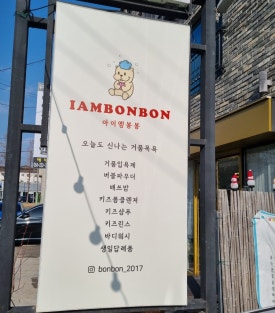 IAMBONBON
아이엠봉봉
오늘도 신나는 거품목욕
거품입욕제
버블파우더
배쓰밤
키즈폼클렌저
키즈샴푸
키즈린스
바디워시
생일답례품
bonbon_2017